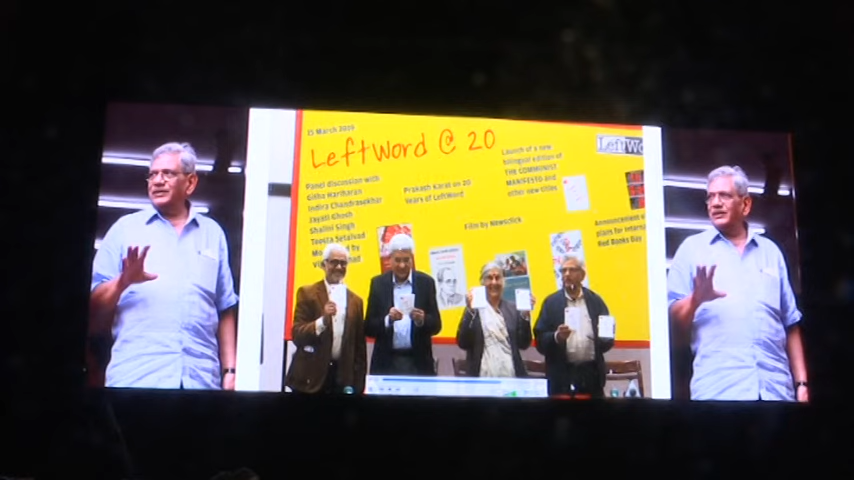 15 March 2020
LeftWord @ 20
Panel discussion with
Githa Hariharan
Indira Chandrasekhar
Jayati Ghosh
Shalini Singh
Teesta Setalvad
Prakash Karat on 20
Years of LeftWord
Film by Newsclick
Launch of a new
bilingual edition of
THE COMMUNIST
MANIFESTO and
other new titles
LeftWo
Announcement
plans for
Red Books Day